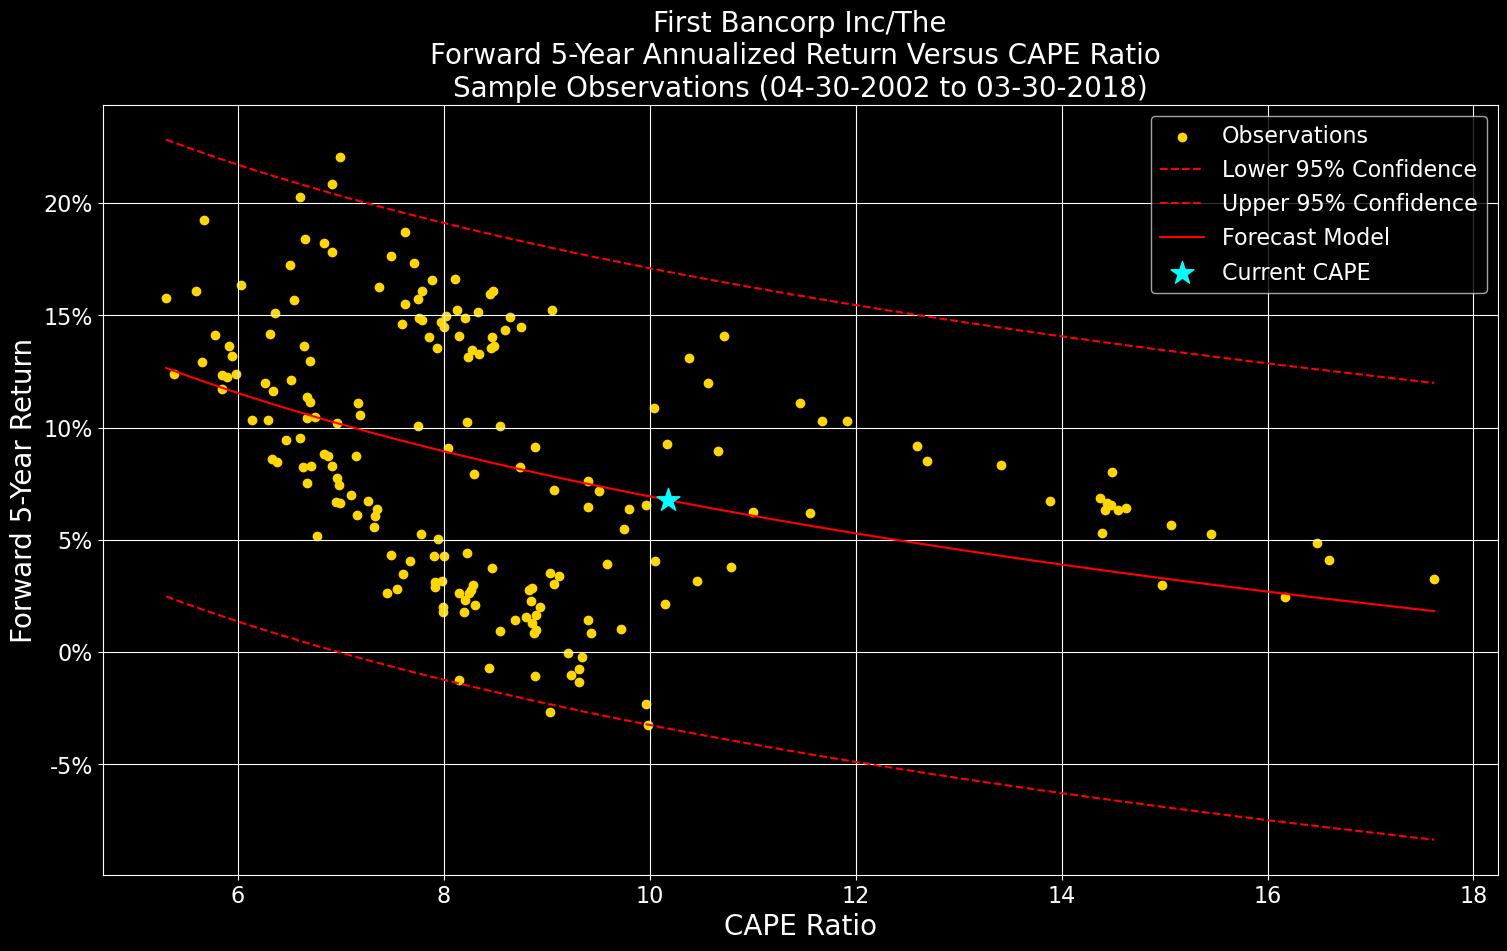 First Bancorp Inc/The
Forward 5-Year Annualized Return Versus CAPE Ratio
Sample Observations (04-30-2002 to 03-30-2018)
Observations
Lower 95% Confidence
Upper 95% Confidence
Forecast Model
Current CAPE
Forward 5-Year Return
20%
15%
10%
5%
0%
-5%
6 8 10 12 14 16 18
CAPE Ratio